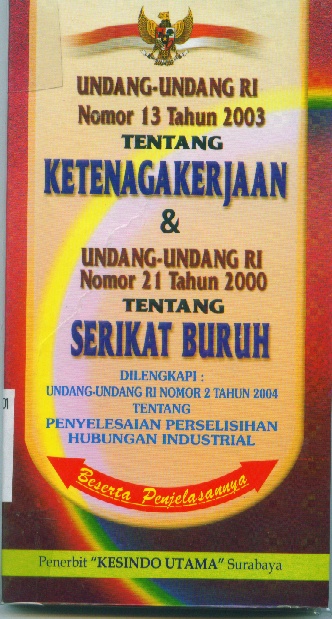 UNDANG-UNDANG RI
Nomor 13 Tahun 2003
TENTANG
KETENAGAKERJAAN
&
UNDANG-UNDANG RI
Nomor 21 Tahun 2000
TENTANG
SERIKAT BURUH
DILENGKAPI :
UNDANG-UNDANG RI NOMOR 2 TAHUN 2004
TENTANG
PENYELESAIAN PERSELISIHAN
HUBUNGAN INDUSTRIAL
Beserta Penjelasannya
Penerbit "KESINDO UTAMA" Surabaya